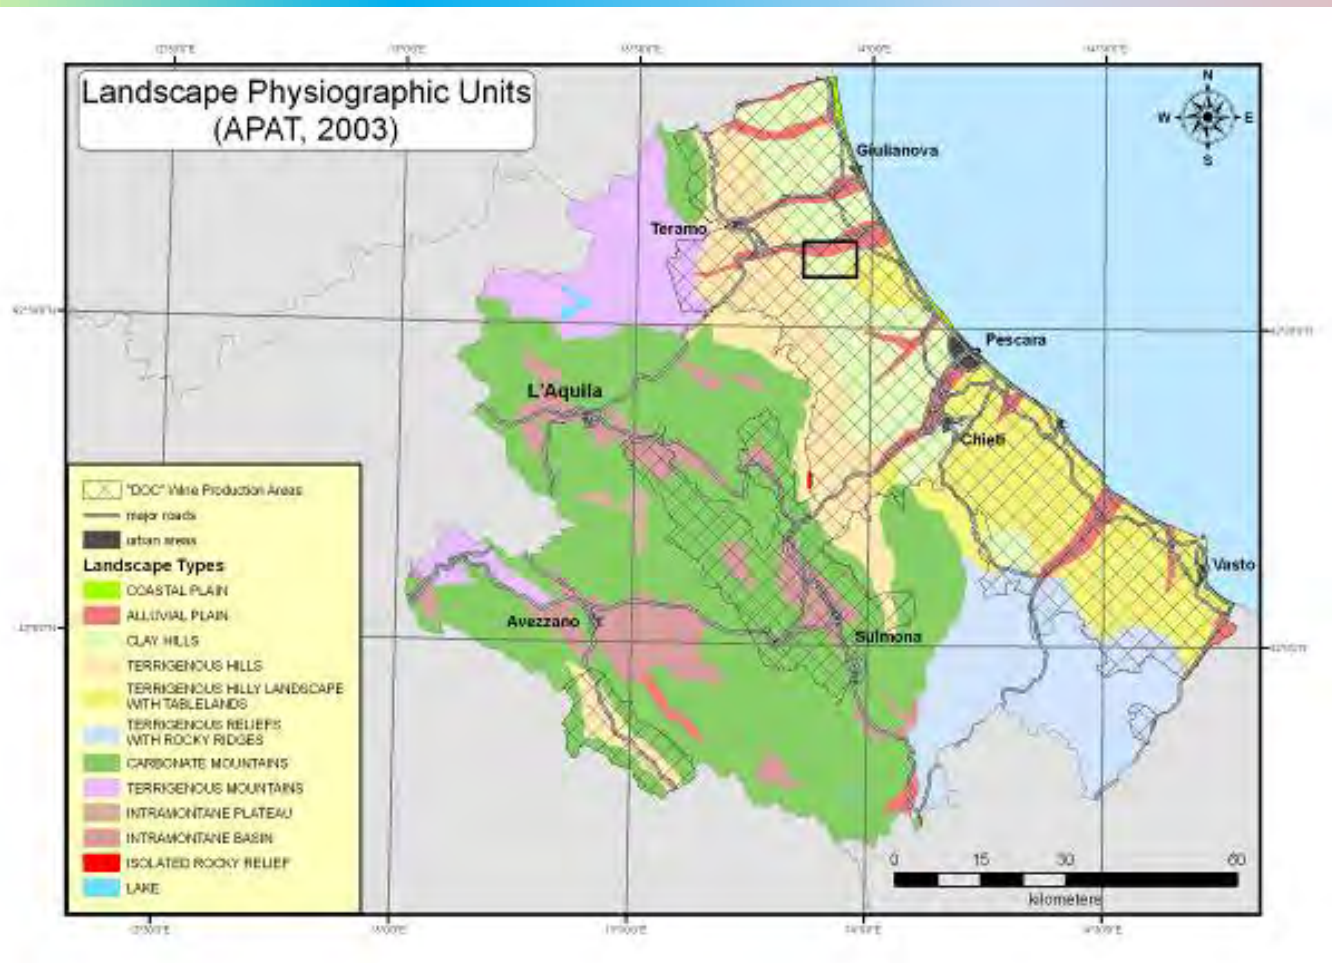 Landscape Physiographic Units
(APAT, 2003)
N
W
E
S
Giulianova
Teramo
Pescara
L'Aquila
Chieti
Vasto
Avezzano
Sulmona
"DOC" Wine Production Areas
major roads
urban areas
Landscape Types
COASTAL PLAIN
ALLUVIAL PLAIN
CLAY HILLS
TERRIGENOUS HILLS
TERRIGENOUS HILLY LANDSCAPE
WITH TABLELANDS
TERRIGENOUS RELIEFS
WITH ROCKY RIDGES
CARBONATE MOUNTAINS
TERRIGENOUS MOUNTAINS
INTRAMONTANE PLATEAU
INTRAMONTANE BASIN
ISOLATED ROCKY RELIEF
LAKE
0 15 30 60
kilometers